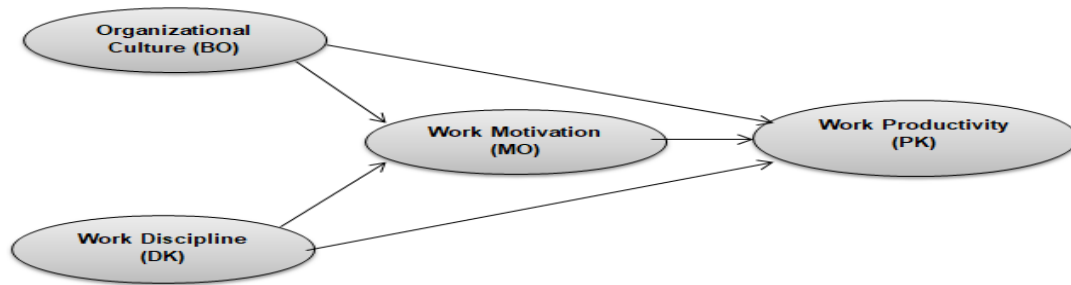 Organizational
Culture (BO)
Work Motivation
(MO)
Work Productivity
(PK)
Work Discipline
(DK)